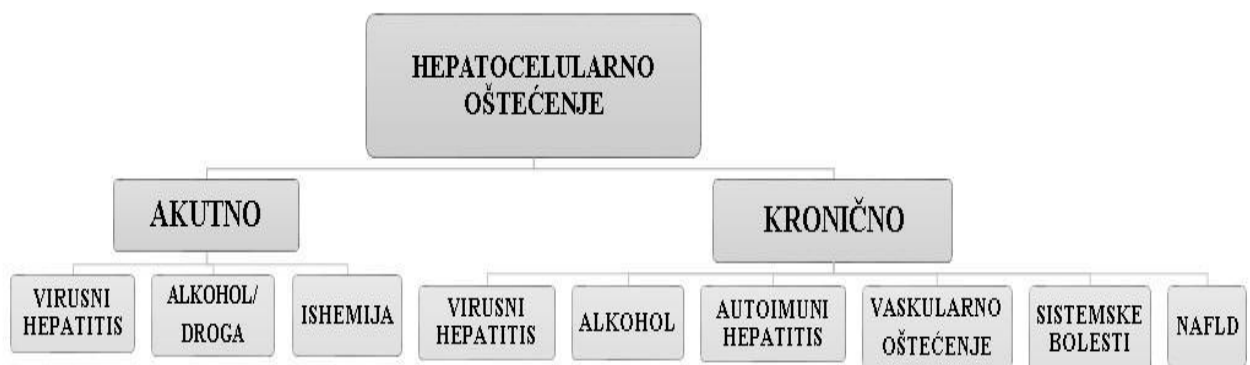 HEPATOCELULARNO
OŠTEĆENJE
AKUTNO
KRONIČNO
VIRUSNI
HEPATITIS
ALKOHOL/
DROGA
ISHEMIJA
VIRUSNI
HEPATITIS
ALKOHOL
AUTOIMUNI
HEPATITIS
VASKULARNO
OŠTEĆENJE
SISTEMSKE
BOLESTI
NAFLD